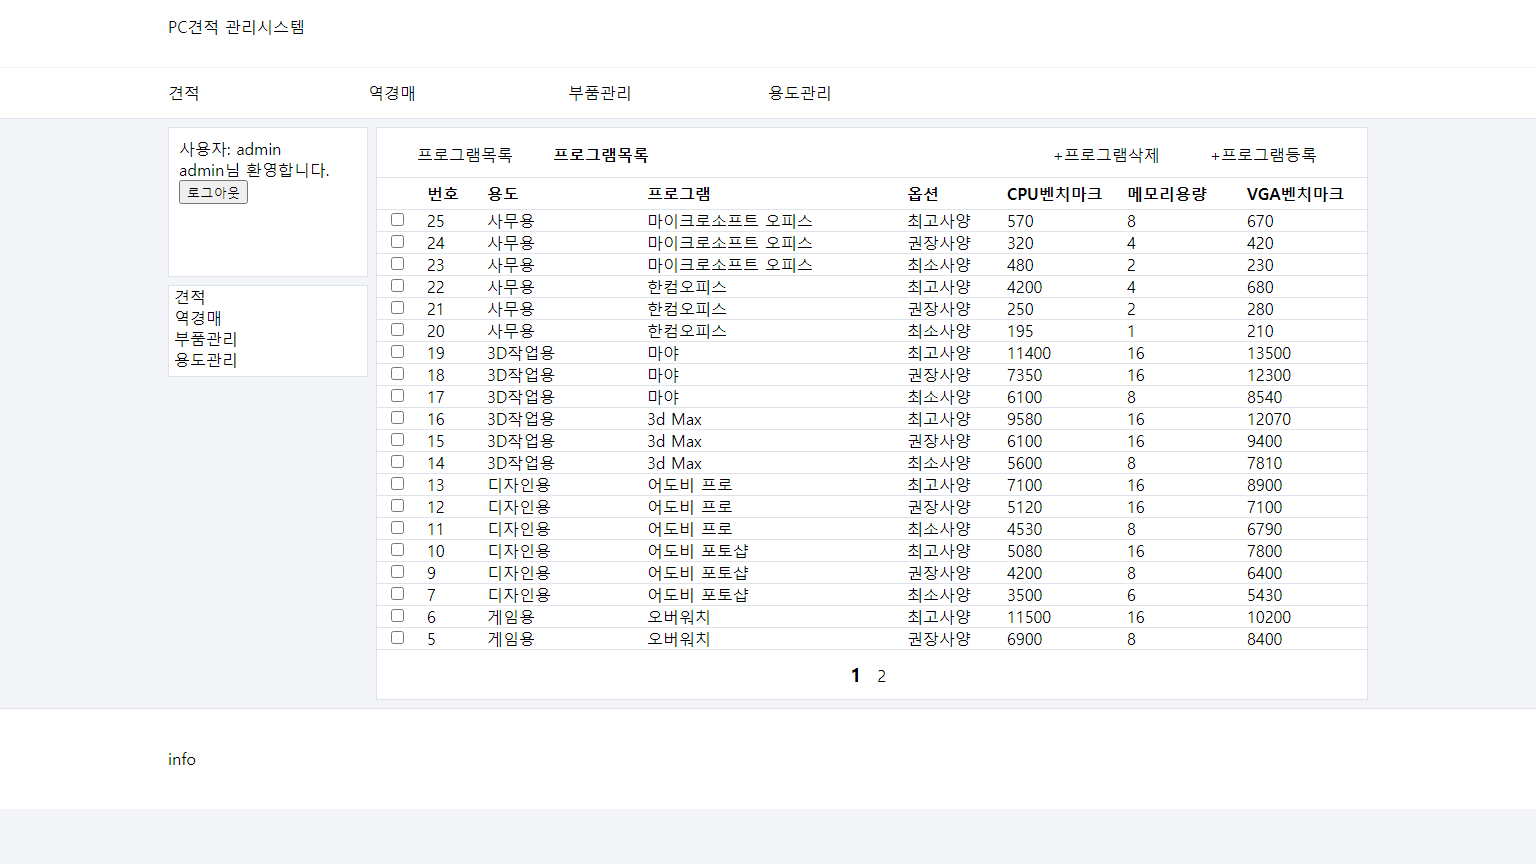 PC견적 관리시스템
견적 역경매 부품관리 용도관리
사용자: admin
admin님 환영합니다.
로그아웃
견적
역경매
부품관리
용도관리
프로그램목록 프로그램목록 +프로그램삭제 +프로그램등록
번호 용도 프로그램 옵션 CPU벤치마크 메모리용량 VGA벤치마크
25 사무용 마이크로소프트 오피스 최고사양 570 8 670
24 사무용 마이크로소프트 오피스 권장사양 320 4 420
23 사무용 마이크로소프트 오피스 최소사양 480 2 230
22 사무용 한컴오피스 최고사양 4200 4 680
21 사무용 한컴오피스 권장사양 250 2 280
20 사무용 한컴오피스 최소사양 195 1 210
19 3D작업용 마야 최고사양 11400 16 13500
18 3D작업용 마야 권장사양 7350 16 12300
17 3D작업용 마야 최소사양 6100 8 8540
16 3D작업용 3d Max 최고사양 9580 16 12070
15 3D작업용 3d Max 권장사양 6100 16 9400
14 3D작업용 3d Max 최소사양 5600 8 7810
13 디자인용 어도비 프로 최고사양 7100 16 8900
12 디자인용 어도비 프로 권장사양 5120 16 7100
11 디자인용 어도비 프로 최소사양 4530 8 6790
10 디자인용 어도비 포토샵 최고사양 5080 16 7800
9 디자인용 어도비 포토샵 권장사양 4200 8 6400
7 디자인용 어도비 포토샵 최소사양 3500 6 5430
6 게임용 오버워치 최고사양 11500 16 10200
5 게임용 오버워치 권장사양 6900 8 8400
1 2
info